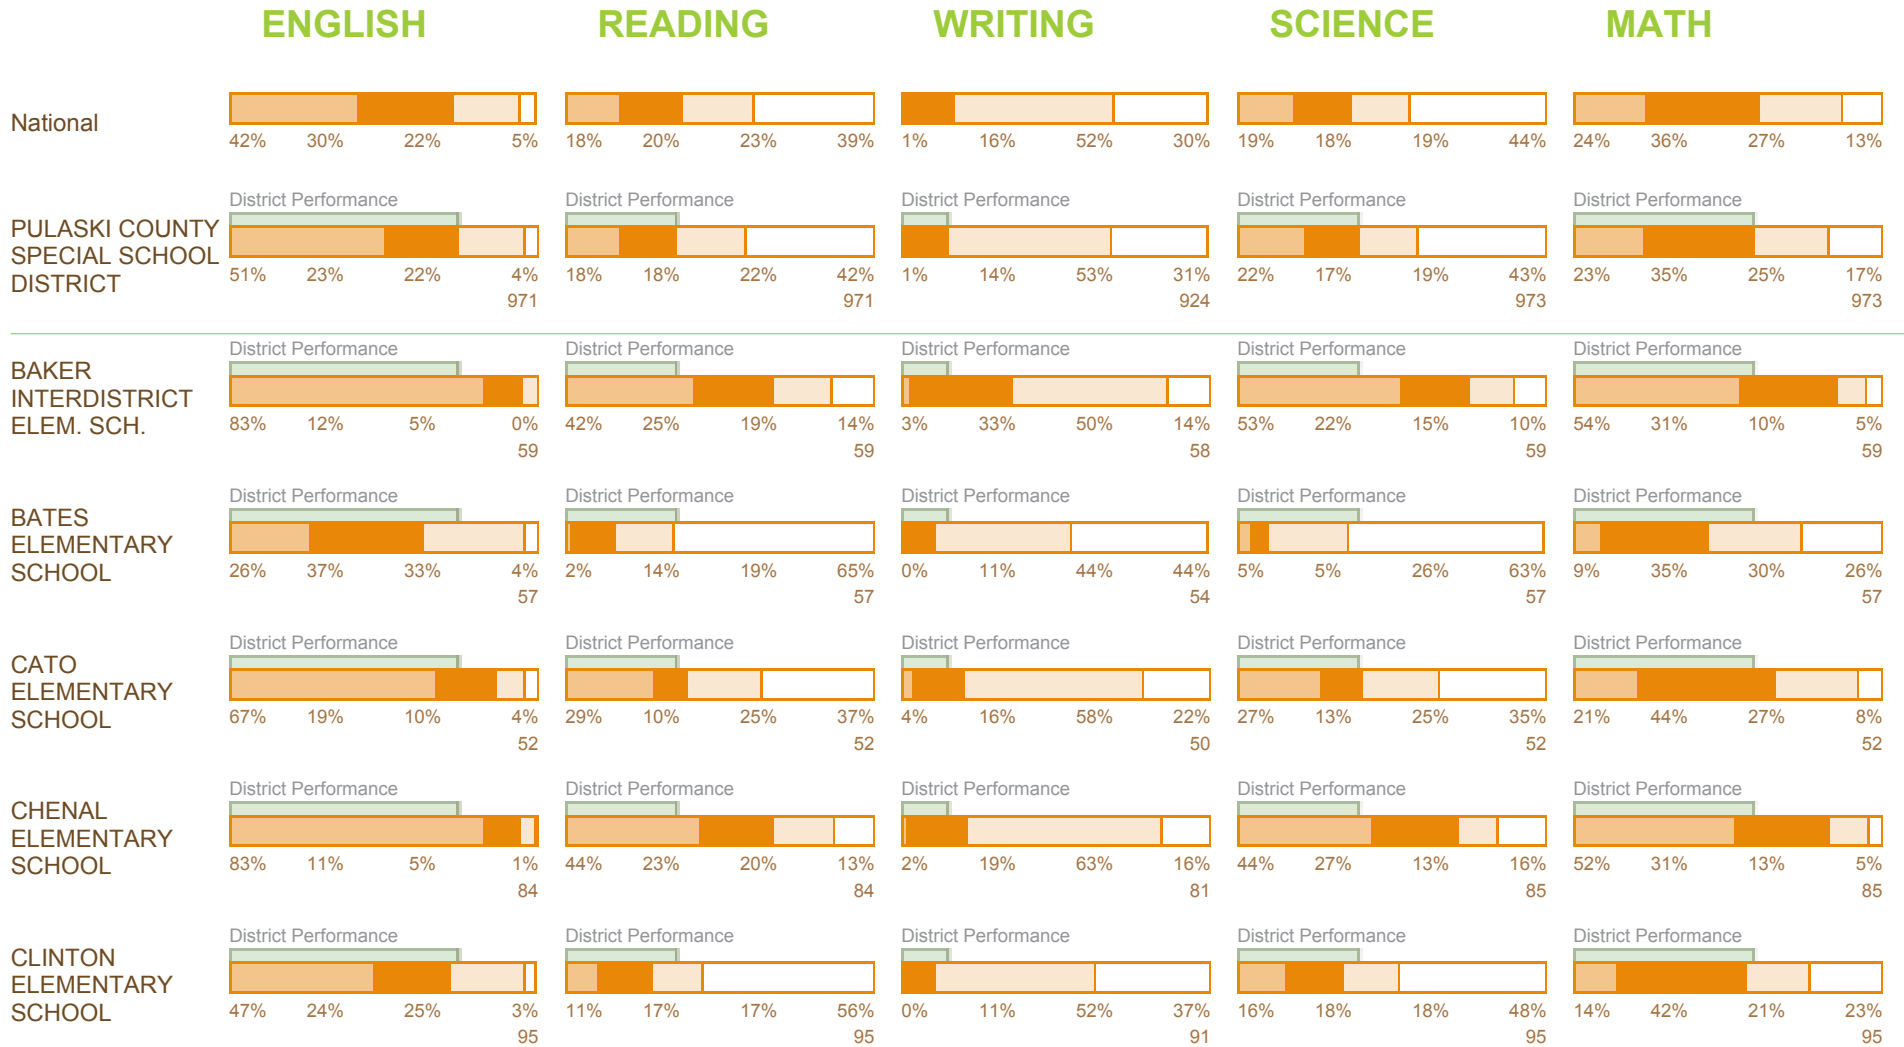 ENGLISH READING WRITING SCIENCE MATH
National
42% 30% 22% 5% 18% 20% 23% 39% 1% 16% 52% 30% 19% 18% 19% 44% 24% 36% 27% 13%
District Performance District Performance District Performance District Performance District Performance
PULASKI COUNTY
SPECIAL SCHOOL
DISTRICT
51% 23% 22% 4% 18% 18% 22% 42% 1% 14% 53% 31% 22% 17% 19% 43% 23% 35% 25% 17%
971 971 924 973 973
District Performance District Performance District Performance District Performance District Performance
BAKER
INTERDISTRICT
ELEM. SCH.
83% 12% 5% 0% 42% 25% 19% 14% 3% 33% 50% 14% 53% 22% 15% 10% 54% 31% 10% 5%
59 59 58 59 59
District Performance District Performance District Performance District Performance District Performance
BATES
ELEMENTARY
SCHOOL
26% 37% 33% 4% 2% 14% 19% 65% 0% 11% 44% 44% 5% 5% 26% 63% 9% 35% 30% 26%
57 57 54 57 57
District Performance District Performance District Performance District Performance District Performance
CATO
ELEMENTARY
SCHOOL
67% 19% 10% 4% 29% 10% 25% 37% 4% 16% 58% 22% 27% 13% 25% 35% 21% 44% 27% 8%
52 52 50 52 52
District Performance District Performance District Performance District Performance District Performance
CHENAL
ELEMENTARY
SCHOOL
83% 11% 5% 1% 44% 23% 20% 13% 2% 19% 63% 16% 44% 27% 13% 16% 52% 31% 13% 5%
84 84 81 85 85
District Performance District Performance District Performance District Performance District Performance
CLINTON
ELEMENTARY
SCHOOL
47% 24% 25% 3% 11% 17% 17% 56% 0% 11% 52% 37% 16% 18% 18% 48% 14% 42% 21% 23%
95 95 91 95 95